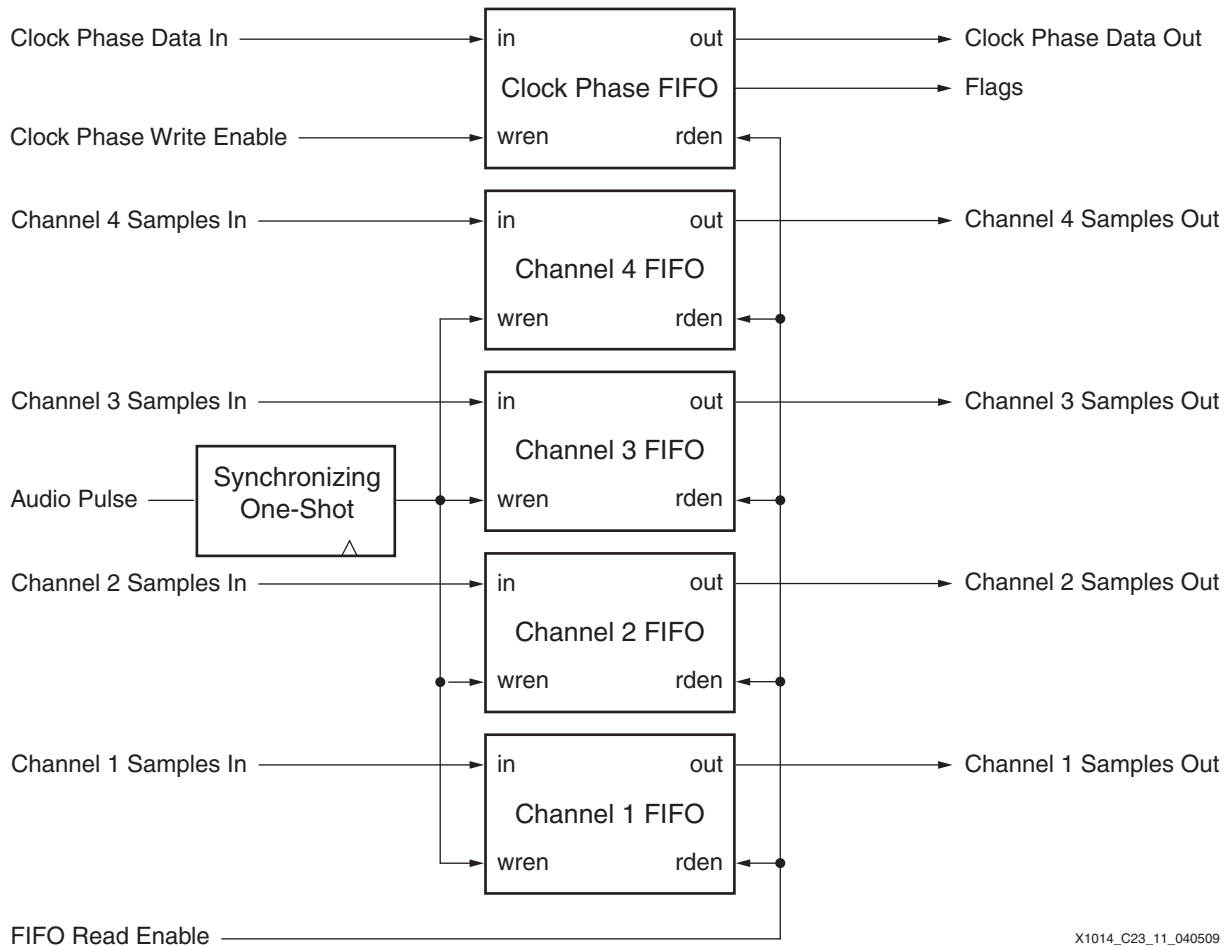 Clock Phase Data In
in
out
Clock Phase Data Out
Clock Phase FIFO
Flags
Clock Phase Write Enable
wren
rden
Channel 4 Samples In
in
out
Channel 4 Samples Out
Channel 4 FIFO
wren
rden
Channel 3 Samples In
in
out
Channel 3 Samples Out
Channel 3 FIFO
Synchronizing
One-Shot
Audio Pulse
wren
rden
Channel 2 Samples In
in
out
Channel 2 Samples Out
Channel 2 FIFO
wren
rden
Channel 1 Samples In
in
out
Channel 1 Samples Out
Channel 1 FIFO
wren
rden
FIFO Read Enable
X1014_C23_11_040509